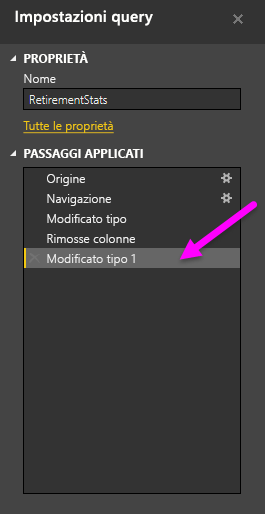 Impostazioni query
PROPRIETÀ
Nome
RetirementStats
Tutte le proprietà
PASSAGGI APPLICATI
Origine
Navigazione
Modificato tipo
Rimosse colonne
Modificato tipo 1